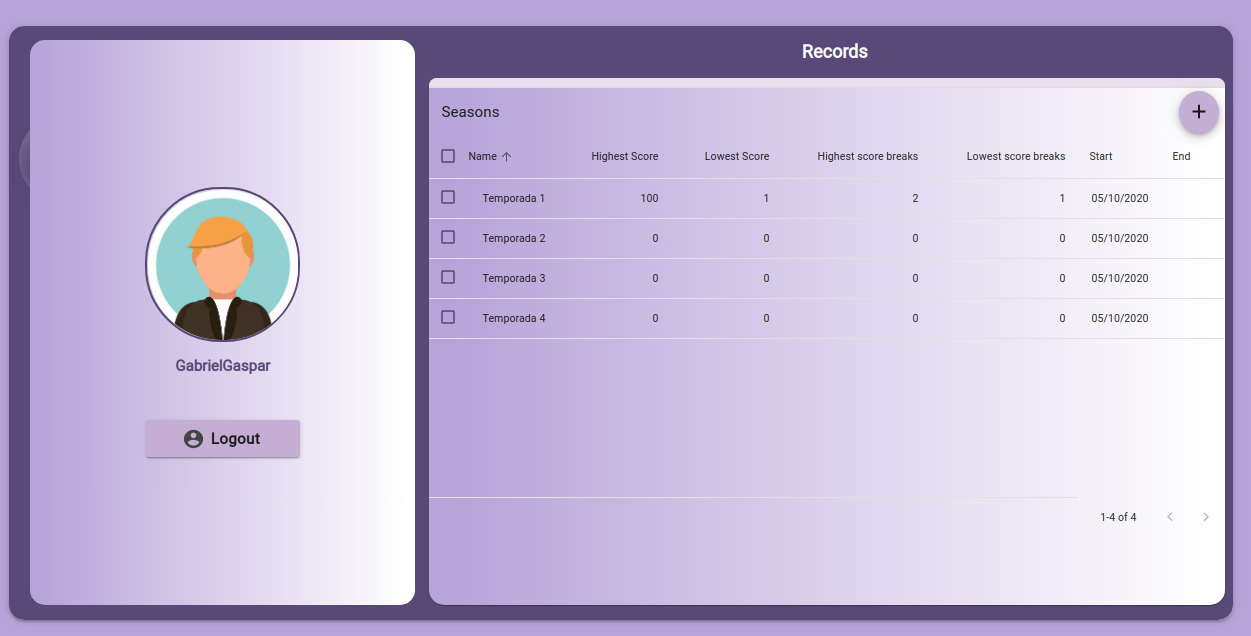 Records
GabrielGaspar
Logout
Seasons
+
Name Highest Score Lowest Score Highest score breaks Lowest score breaks Start End
Temporada 1 100 1 2 1 05/10/2020
Temporada 2 0 0 0 0 05/10/2020
Temporada 3 0 0 0 0 05/10/2020
Temporada 4 0 0 0 0 05/10/2020
1-4 of 4